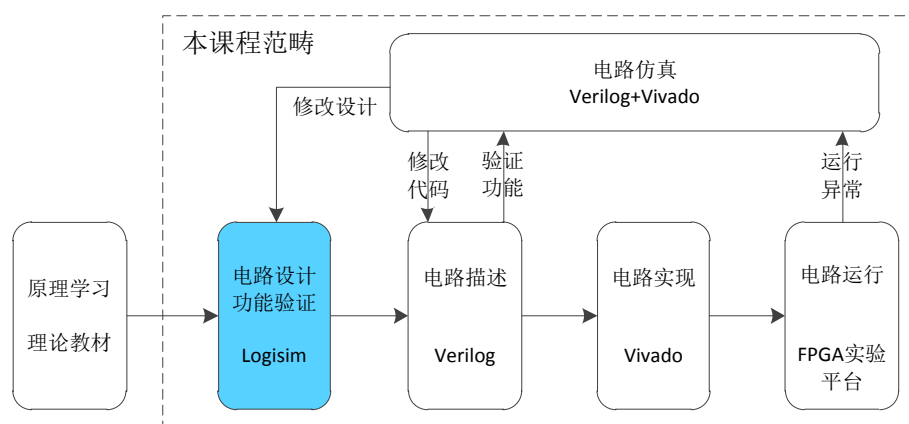 本课程范畴
电路仿真
Verilog+Vivado
修改设计
修改
代码
验证
功能
运行
异常
原理学习
理论教材
电路设计
功能验证
Logisim
电路描述
Verilog
电路实现
Vivado
电路运行
FPGA实验
平台